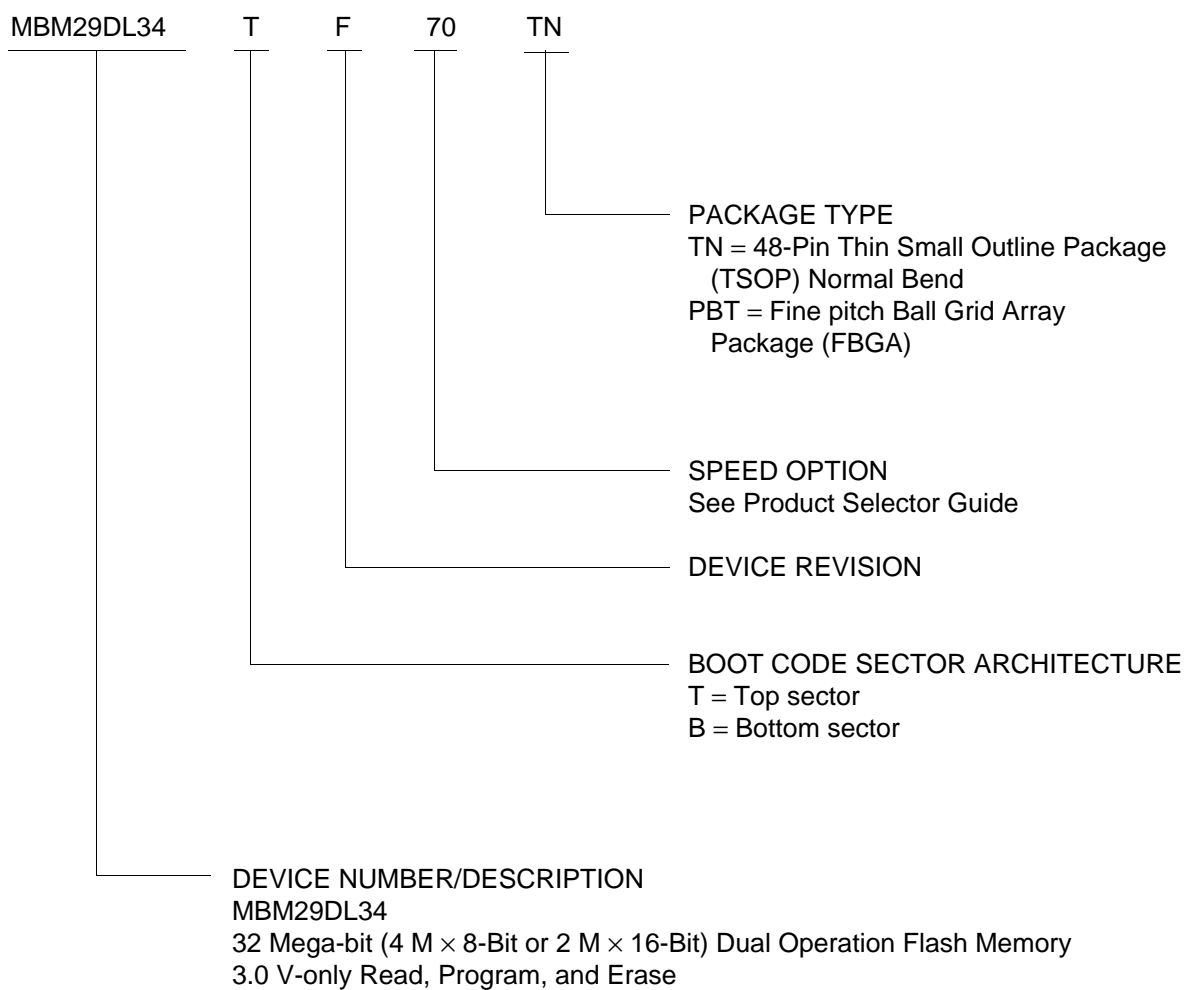 MBM29DL34 T F 70 TN
PACKAGE TYPE
TN = 48-Pin Thin Small Outline Package
(TSOP) Normal Bend
PBT = Fine pitch Ball Grid Array
Package (FBGA)
SPEED OPTION
See Product Selector Guide
DEVICE REVISION
BOOT CODE SECTOR ARCHITECTURE
T = Top sector
B = Bottom sector
DEVICE NUMBER/DESCRIPTION
MBM29DL34
32 Mega-bit (4 M × 8-Bit or 2 M × 16-Bit) Dual Operation Flash Memory
3.0 V-only Read, Program, and Erase